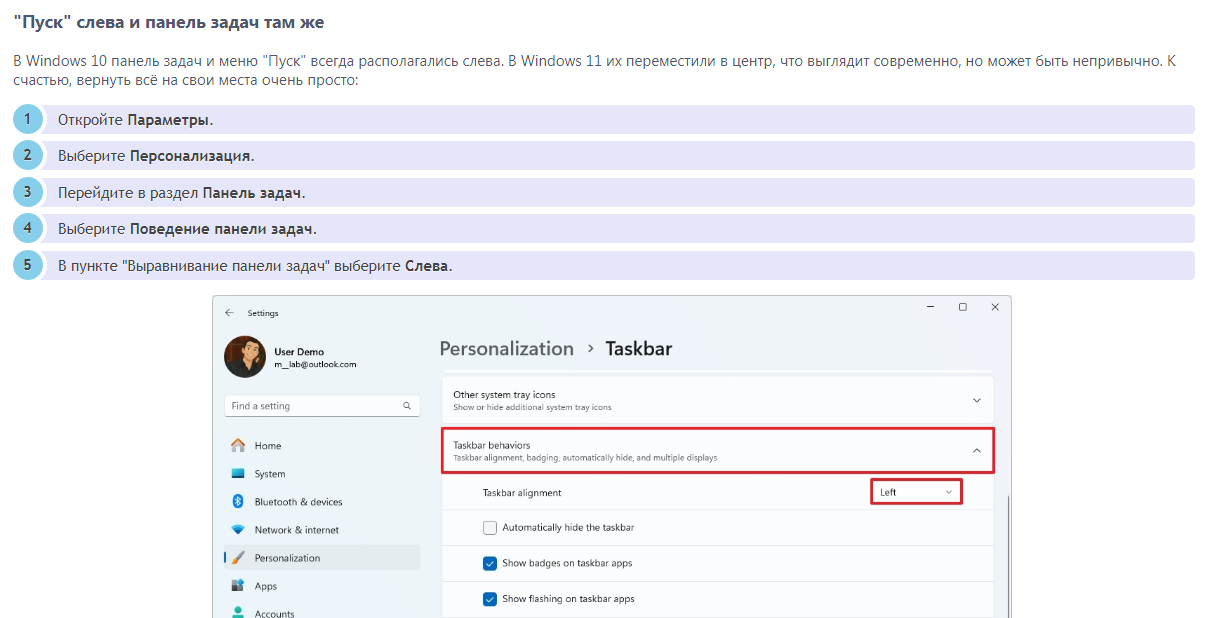 "Пуск" слева и панель задач там же
В Windows 10 панель задач и меню "Пуск" всегда располагались слева. В Windows 11 их переместили в центр, что выглядит современно, но может быть непривычно. К
счастью, вернуть всё на свои места очень просто:
1 Откройте Параметры.
2 Выберите Персонализация.
3 Перейдите в раздел Панель задач.
4 Выберите Поведение панели задач.
5 В пункте "Выравнивание панели задач" выберите Слева.
Settings
User Demo
m_lab@outlook.com
Find a setting
Home
System
Bluetooth & devices
Network & internet
Personalization
Apps
Accounts
Personalization > Taskbar
Other system tray icons
Show or hide additional system tray icons
Taskbar behaviors
Taskbar alignment, badging, automatically hide, and multiple displays
Taskbar alignment
Left
Automatically hide the taskbar
Show badges on taskbar apps
Show flashing on taskbar apps